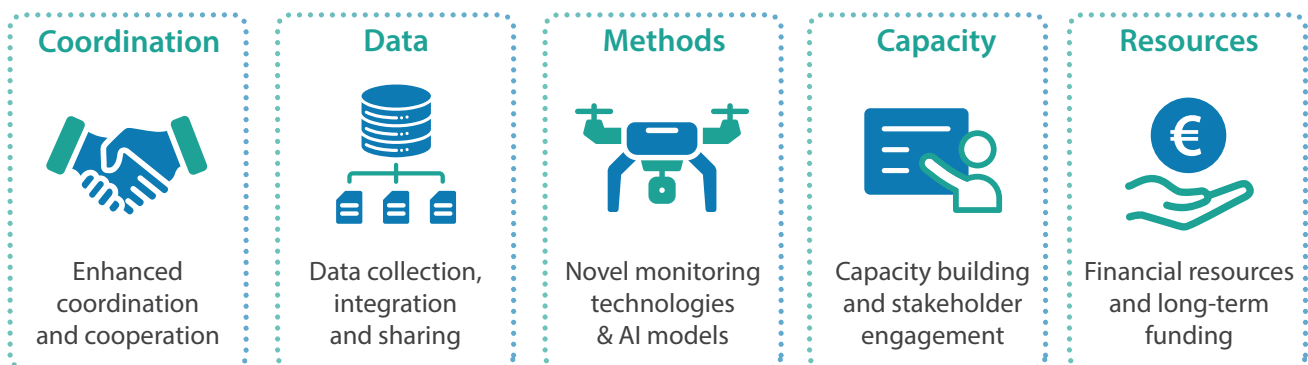 Coordination
Enhanced
coordination
and cooperation
Data
Data collection,
integration
and sharing
Methods
Novel monitoring
technologies
& AI models
Capacity
Capacity building
and stakeholder
engagement
Resources
€
Financial resources
and long-term
funding